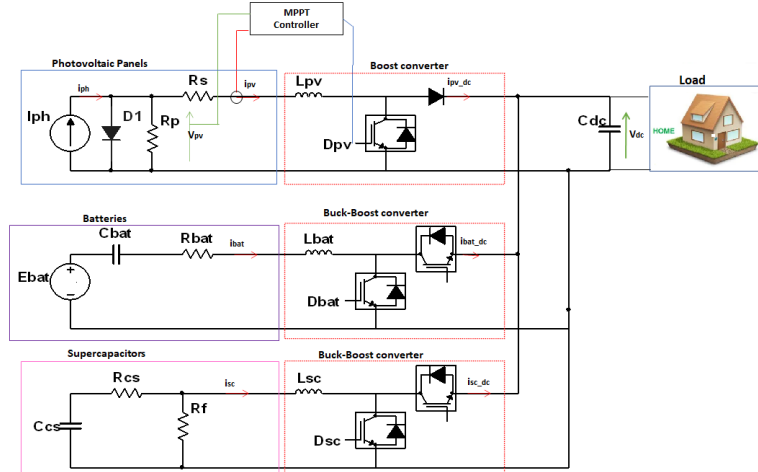 MPPT
Controller
Photovoltaic Panels
Boost converter
Load
iph
Rs
ipv
Lpv
ipv_dc
Iph
D1
Rp
Vpv
Dpv
Cdc
Vdc
HOME
Batteries
Buck-Boost converter
Cbat
Rbat
ibat
Lbat
ibat_dc
Ebat
Dbat
Supercapacitors
Buck-Boost converter
Rcs
isc
Lsc
isc_dc
Ccs
Rf
Dsc